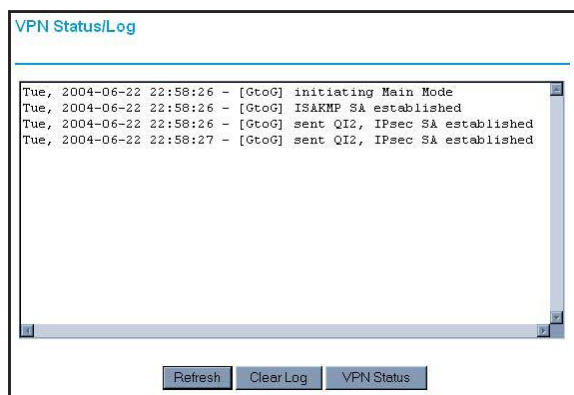 VPN Status/Log
Tue, 2004-06-22 22:58:26 - [GtoG] initiating Main Mode
Tue, 2004-06-22 22:58:26 - [GtoG] ISAKMP SA established
Tue, 2004-06-22 22:58:26 - [GtoG] sent QI2, IPsec SA established
Tue, 2004-06-22 22:58:27 - [GtoG] sent QI2, IPsec SA established
Refresh Clear Log VPN Status